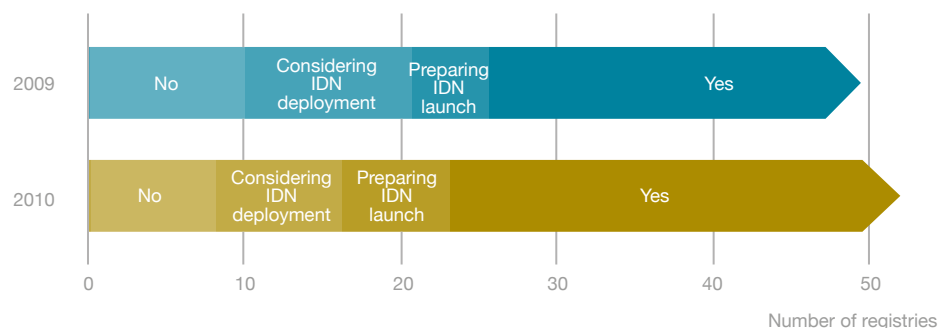 2009
No
Considering
IDN
deployment
Preparing
IDN
launch
Yes
2010
No
Considering
IDN
deployment
Preparing
IDN
launch
Yes
0 10 20 30 40 50
Number of registries